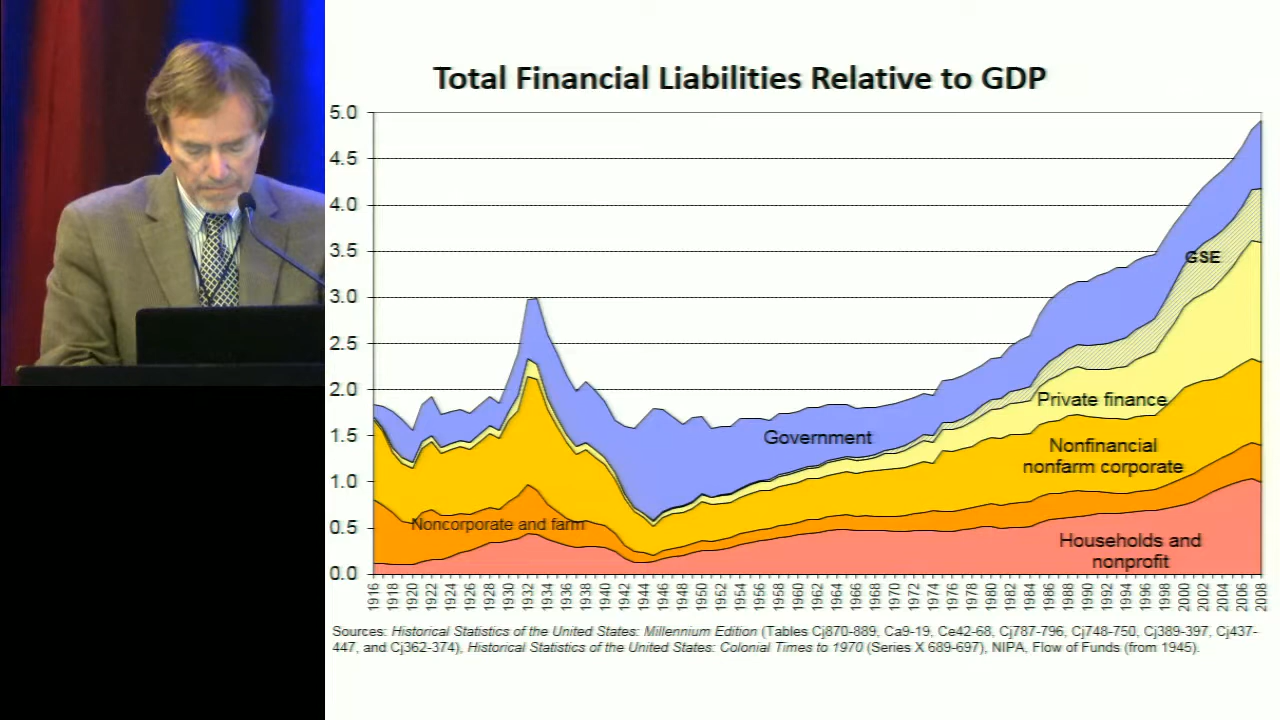 Total Financial Liabilities Relative to GDP
5.0
4.5
4.0
3.5
3.0
2.5
2.0
1.5
1.0
0.5
0.0
GSE
Private finance
Government
Nonfinancial
nonfarm corporate
Noncorporate and farm
Households and
nonprofit
1916 1918 1920 1922 1924 1926 1928 1930 1932 1934 1936 1938 1940 1942 1944 1946 1948 1950 1952 1954 1956 1958 1960 1962 1964 1966 1968 1970 1972 1974 1976 1978 1980 1982 1984 1986 1988 1990 1992 1994 1996 1998 2000 2002 2004 2006 2008
Sources: Historical Statistics of the United States: Millennium Edition (Tables Cj870-889, Ca9-19, Ce42-68, Cj787-796, Cj748-750, Cj389-397, Cj437-
447, and Cj362-374), Historical Statistics of the United States: Colonial Times to 1970 (Series X 689-697), NIPA, Flow of Funds (from 1945).